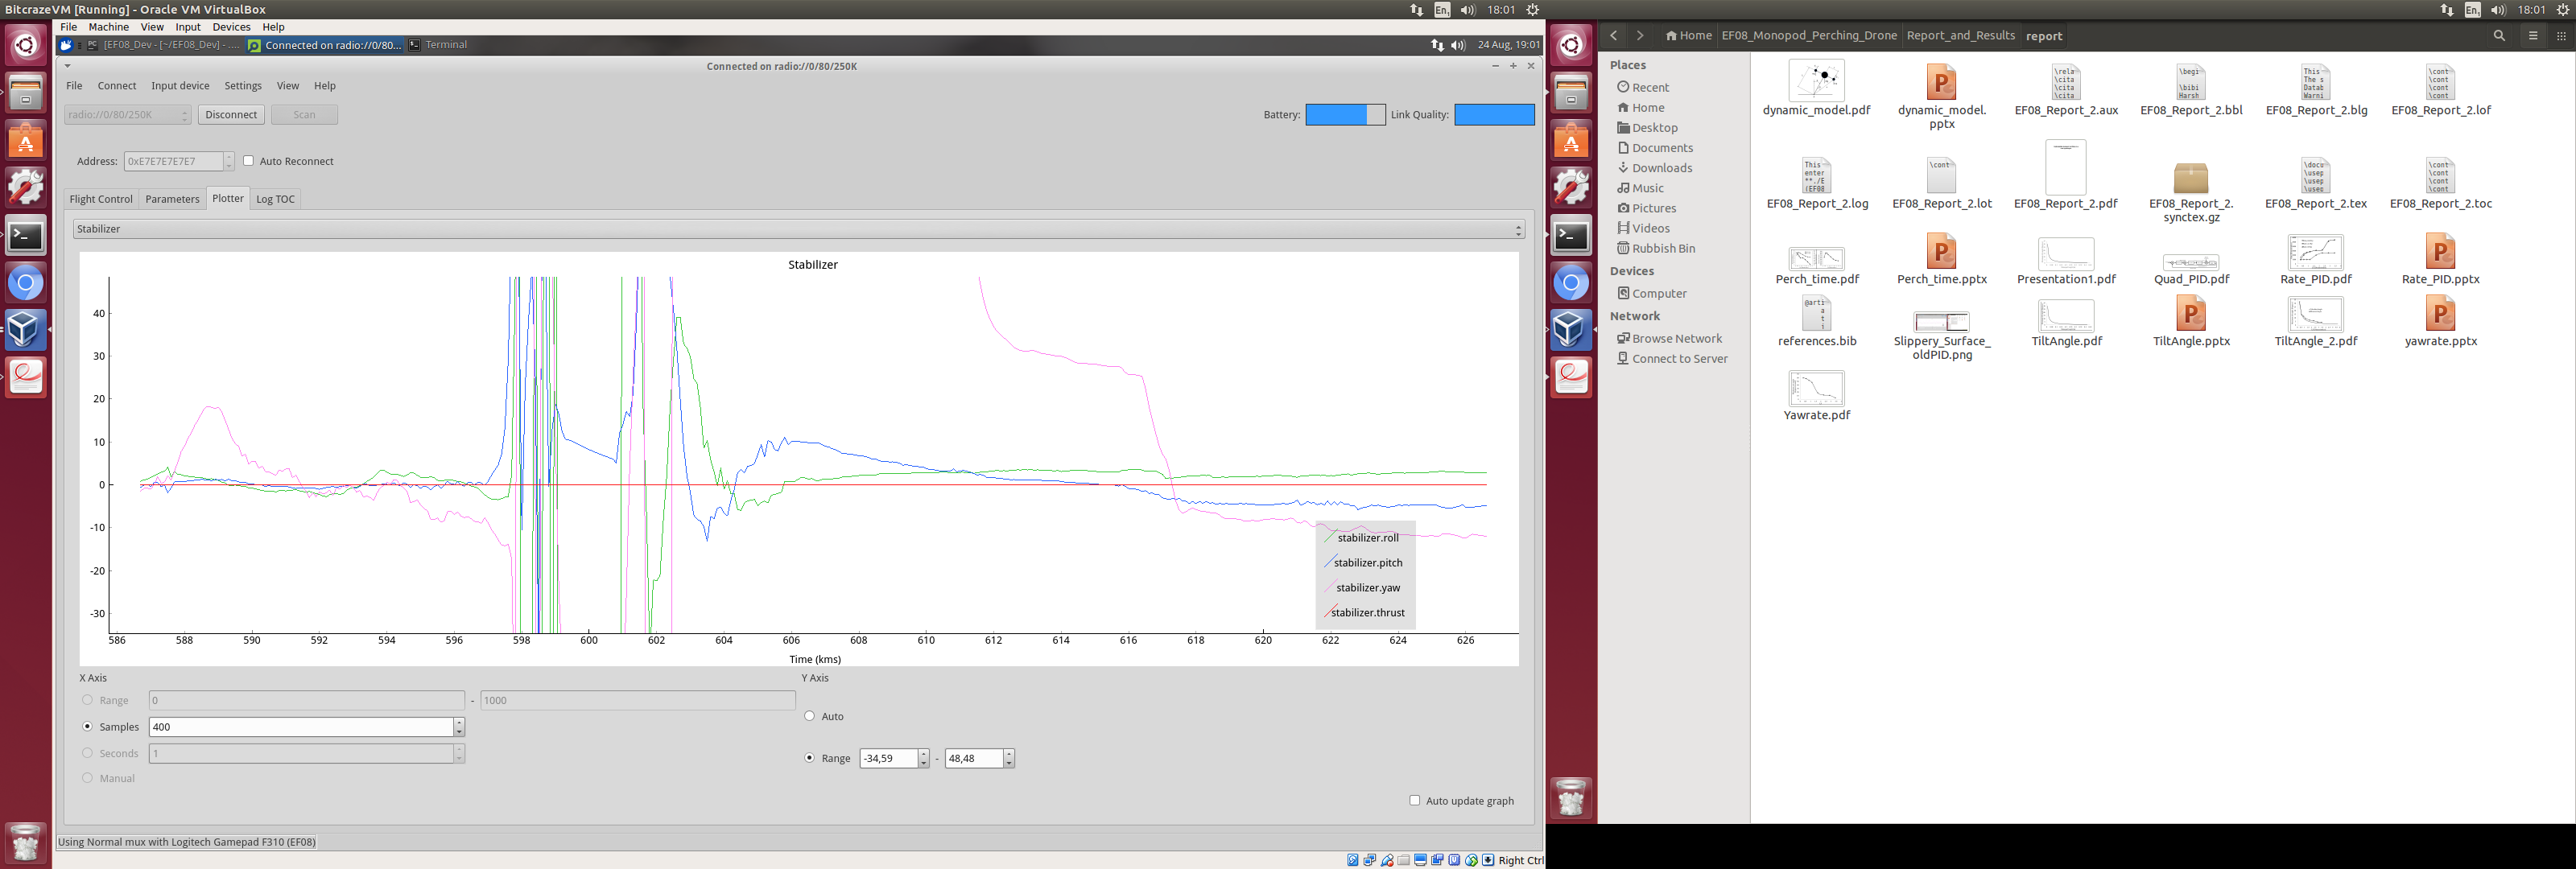 BitcrazeVM [Running] - Oracle VM VirtualBox
En 18:01
File Machine View Input Devices Help
[EF08_Dev - [~/EF08_Dev] - .... Connected on radio://0/80... Terminal
24 Aug, 19:01
Connected on radio://0/80/250K
File Connect Input device Settings View Help
radio://0/80/250K Disconnect Scan
Battery: Link Quality:
Address: 0xE7E7E7E7E7 Auto Reconnect
Flight Control Parameters Plotter Log TOC
Stabilizer
Stabilizer
40
30
20
10
0
-10
-20
-30
stabilizer.roll
stabilizer.pitch
stabilizer.yaw
stabilizer.thrust
586 588 590 592 594 596 598 600 602 604 606 608 610 612 614 616 618 620 622 624 626
Time (kms)
X Axis
Range 0 - 1000
Samples 400
Seconds 1
Manual
Y Axis
Auto
Range -34,59 - 48,48
Auto update graph
Using Normal mux with Logitech Gamepad F310 (EF08)
Right Ctrl
En 18:01
Home EF08_Monopod_Perching_Drone Report_and_Results report
Places
Recent
Home
Desktop
Documents
Downloads
Music
Pictures
Videos
Rubbish Bin
Devices
Computer
Network
Browse Network
Connect to Server
dynamic_model.pdf
dynamic_model.
pptx
EF08_Report_2.aux
EF08_Report_2.bbl
EF08_Report_2.blg
EF08_Report_2.lof
EF08_Report_2.log
EF08_Report_2.lot
EF08_Report_2.pdf
EF08_Report_2.
synctex.gz
EF08_Report_2.tex
EF08_Report_2.toc
Perch_time.pdf
Perch_time.pptx
Presentation1.pdf
Quad_PID.pdf
Rate_PID.pdf
Rate_PID.pptx
references.bib
Slippery_Surface_
oldPID.png
TiltAngle.pdf
TiltAngle.pptx
TiltAngle_2.pdf
yawrate.pptx
Yawrate.pdf